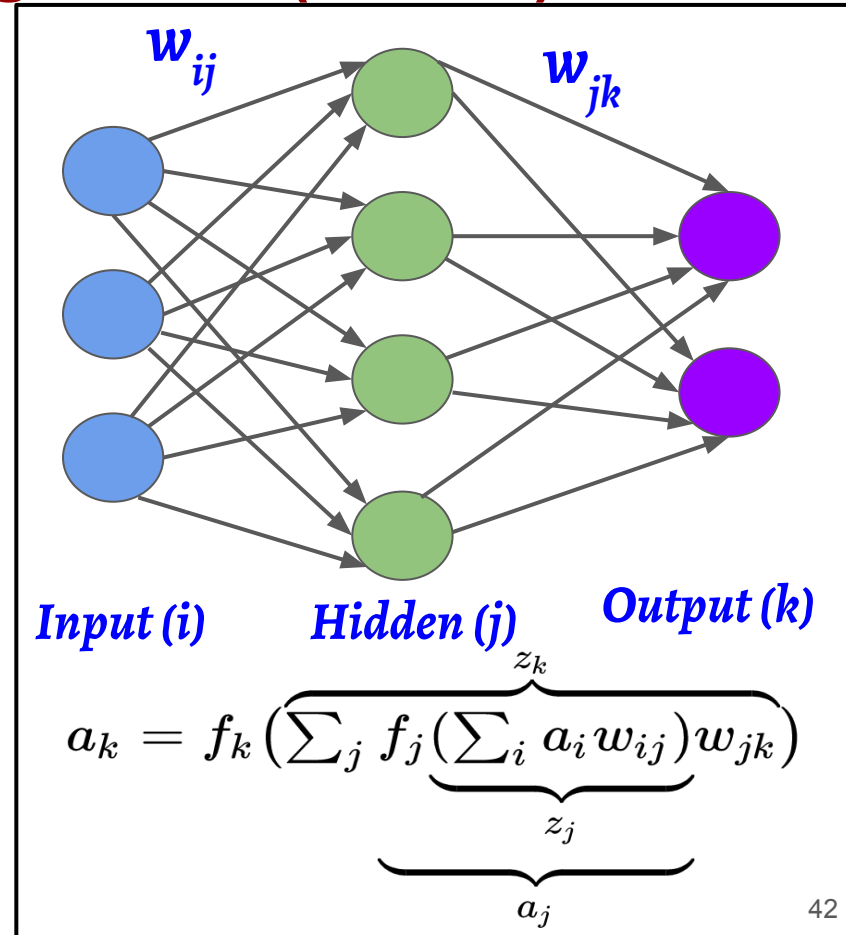 w_ij
w_jk
Input (i)
Hidden (j)
Output (k)
z_k
a_k = f_k(∑_j f_j(∑_i a_i w_ij)w_jk)
z_j
a_j
42